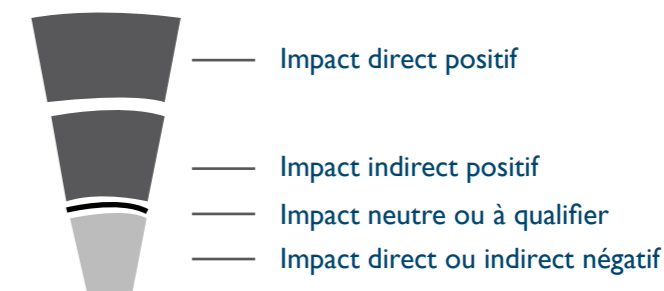 Impact direct positif
Impact indirect positif
Impact neutre ou à qualifier
Impact direct ou indirect négatif